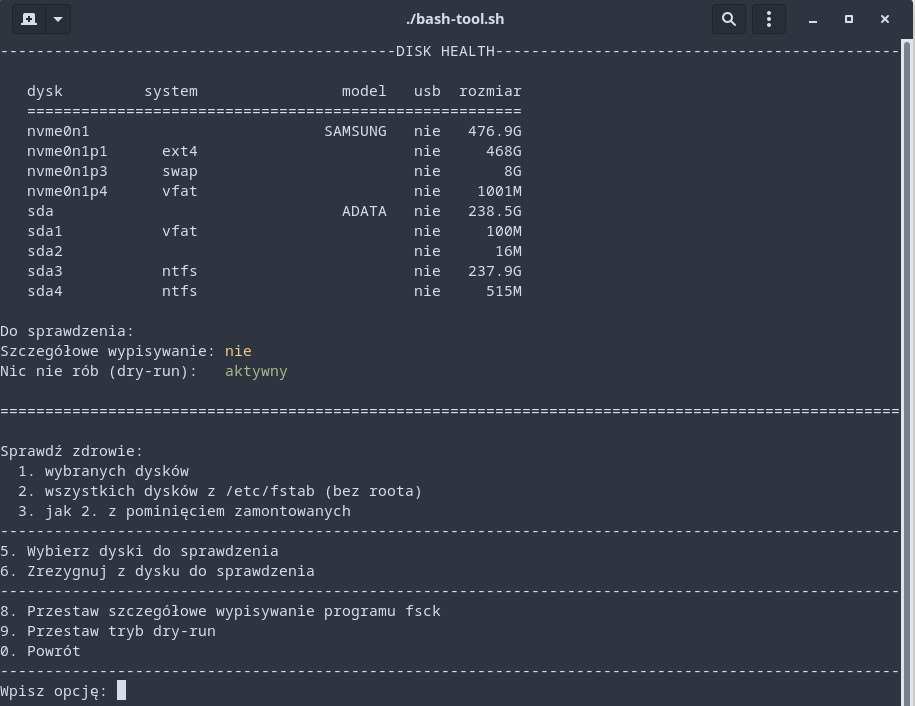 ./bash-tool.sh
--------------------------------------------DISK HEALTH---------------------------------------------
dysk         system                model   usb  rozmiar
=======================================================
nvme0n1                          SAMSUNG   nie   476.9G
nvme0n1p1      ext4                        nie     468G
nvme0n1p3      swap                        nie       8G
nvme0n1p4      vfat                        nie    1001M
sda                                ADATA   nie   238.5G
sda1           vfat                        nie     100M
sda2                                       nie      16M
sda3           ntfs                        nie   237.9G
sda4           ntfs                        nie     515M
Do sprawdzenia:
Szczegółowe wypisywanie: nie
Nic nie rób (dry-run):   aktywny
====================================================================================================
Sprawdź zdrowie:
1. wybranych dysków
2. wszystkich dysków z /etc/fstab (bez roota)
3. jak 2. z pominięciem zamontowanych
----------------------------------------------------------------------------------------------------
5. Wybierz dyski do sprawdzenia
6. Zrezygnuj z dysku do sprawdzenia
----------------------------------------------------------------------------------------------------
8. Przestaw szczegółowe wypisywanie programu fsck
9. Przestaw tryb dry-run
0. Powrót
----------------------------------------------------------------------------------------------------
Wpisz opcję: